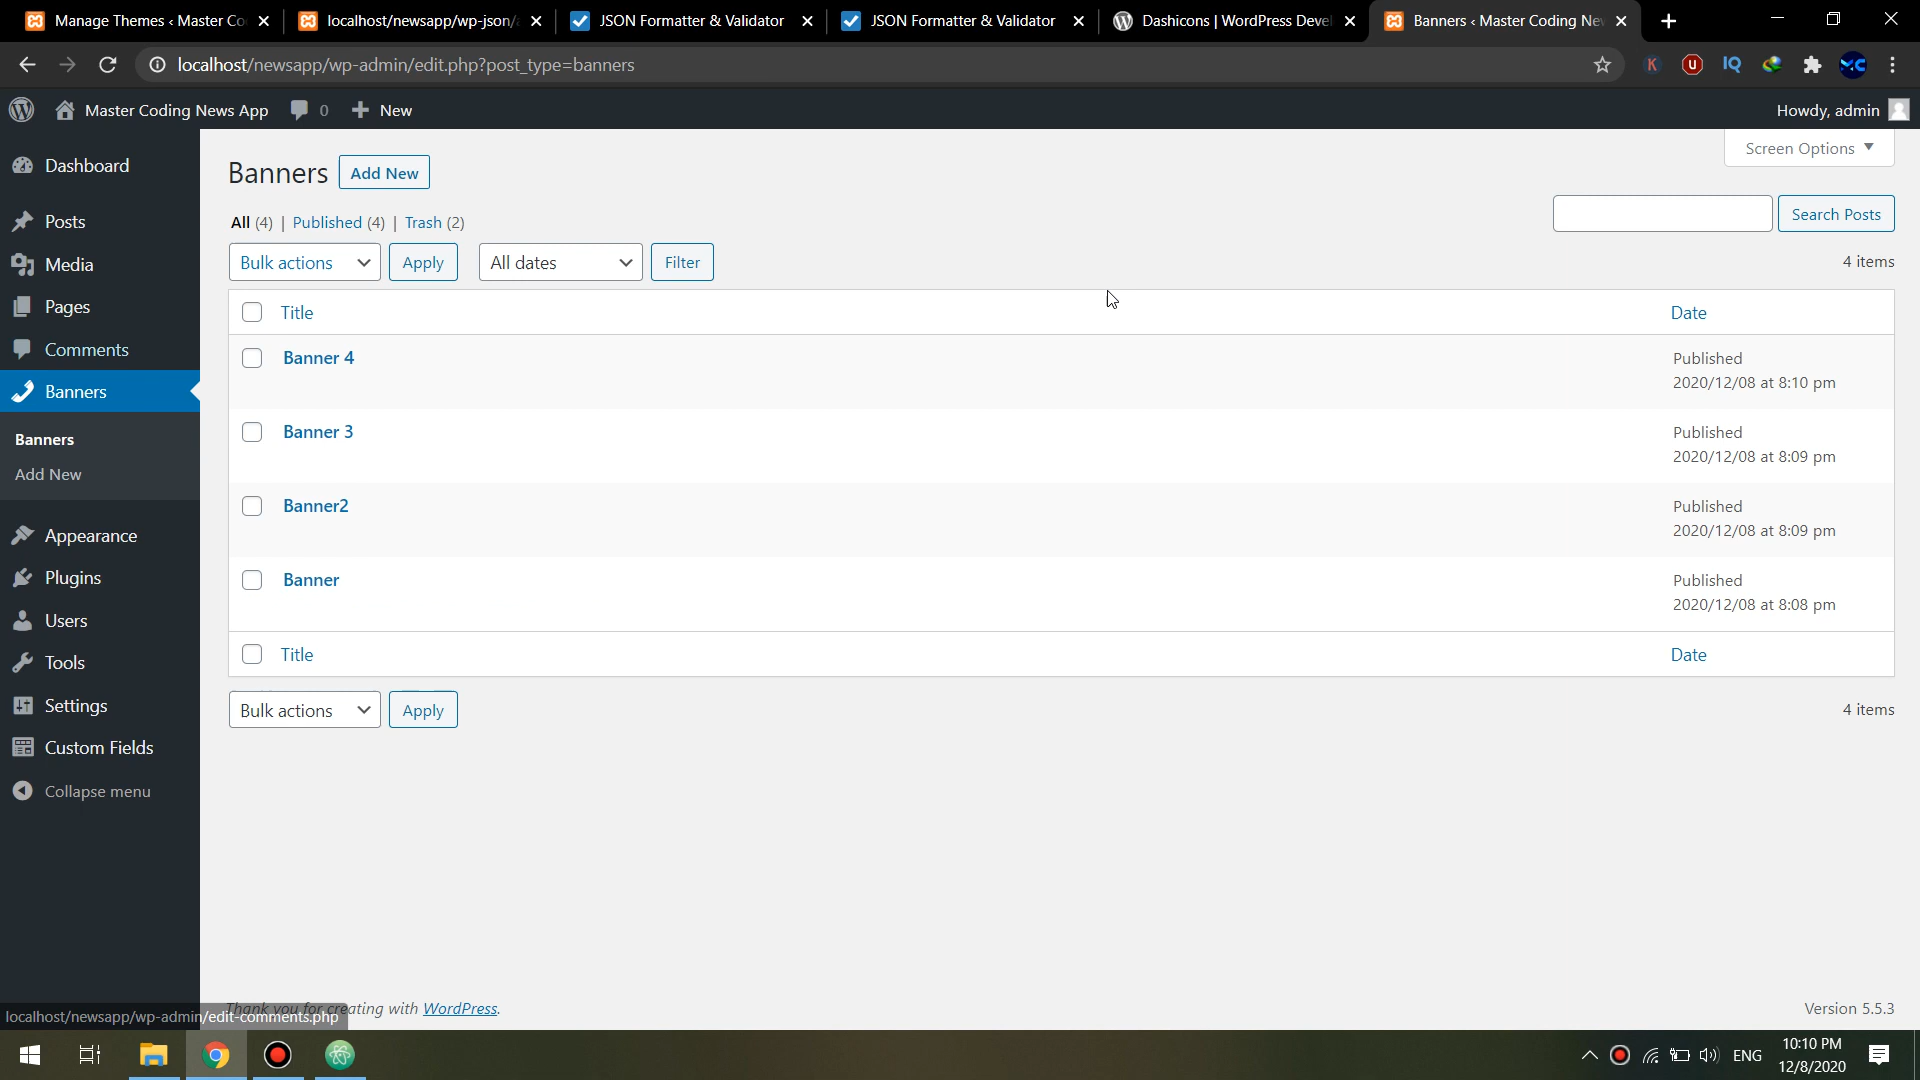 Manage Themes ‹ Master Co
localhost/newsapp/wp-json/
JSON Formatter & Validator
JSON Formatter & Validator
Dashicons | WordPress Deve
Banners ‹ Master Coding Ne
localhost/newsapp/wp-admin/edit.php?post_type=banners
K
U
IQ
Master Coding News App
0
New
Howdy, admin
Dashboard
Posts
Media
Pages
Comments
Banners
Banners
Add New
Appearance
Plugins
Users
Tools
Settings
Custom Fields
Collapse menu
Screen Options
Banners
Add New
All (4) | Published (4) | Trash (2)
Search Posts
Bulk actions
Apply
All dates
Filter
4 items
Title
Date
Banner 4
Published
2020/12/08 at 8:10 pm
Banner 3
Published
2020/12/08 at 8:09 pm
Banner2
Published
2020/12/08 at 8:09 pm
Banner
Published
2020/12/08 at 8:08 pm
Title
Date
Bulk actions
Apply
4 items
Thank you for creating with WordPress.
Version 5.5.3
localhost/newsapp/wp-admin/edit-comments.php
ENG
10:10 PM
12/8/2020